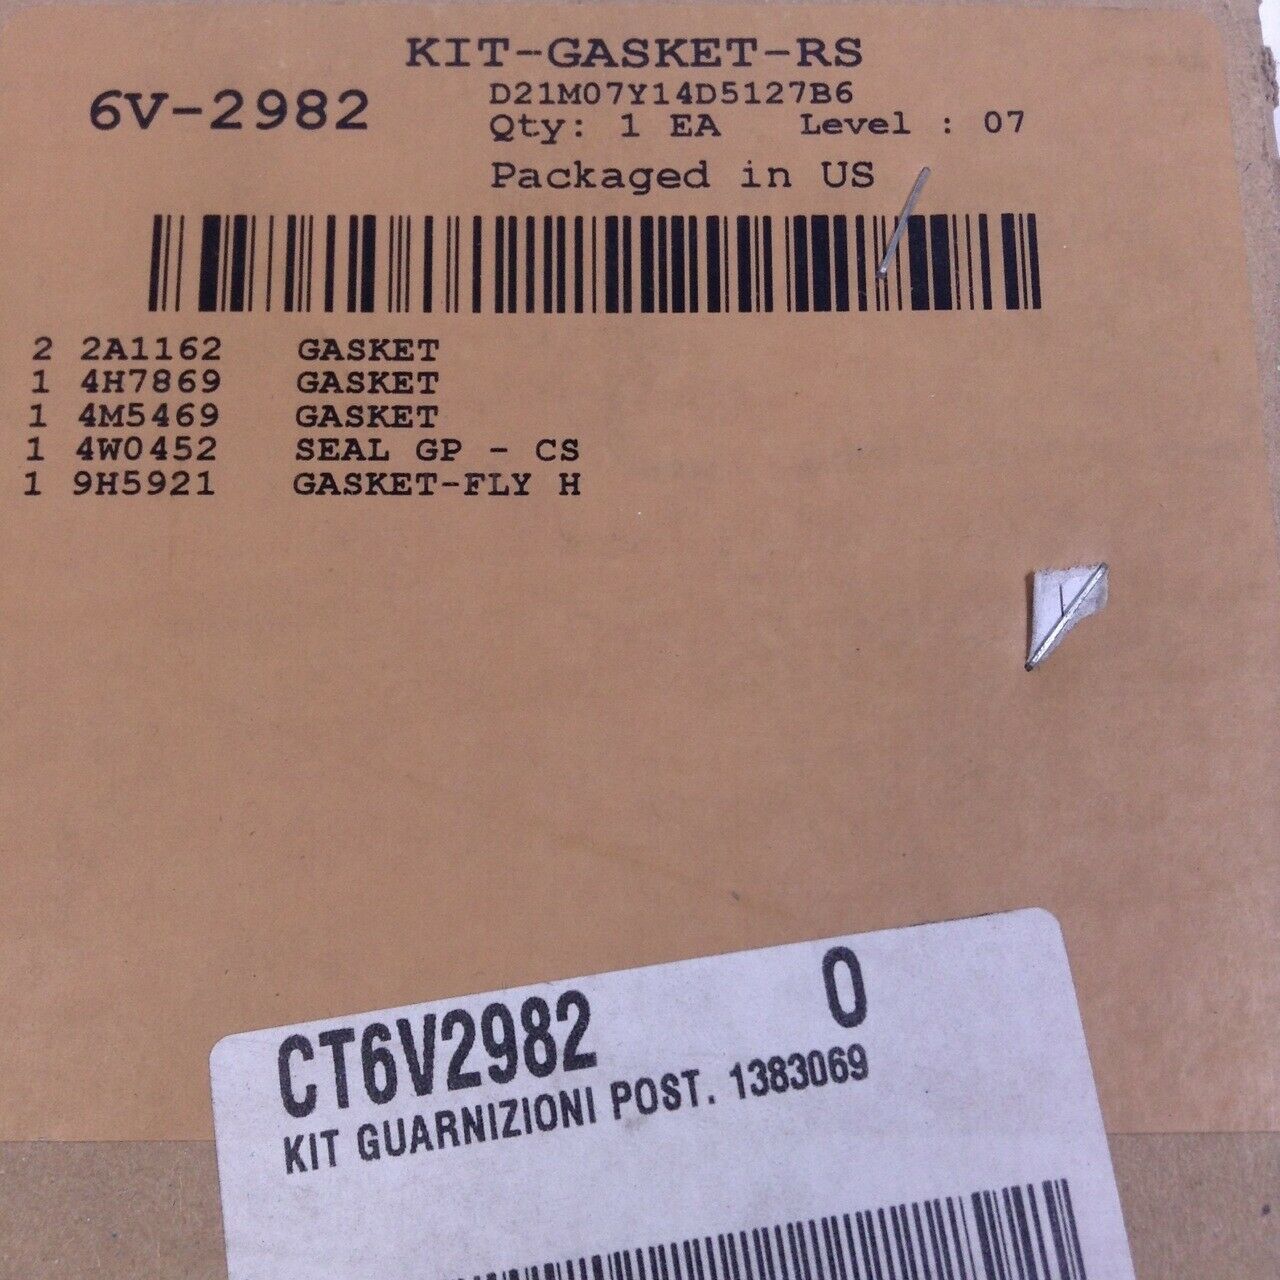 KIT-GASKET-RS
6V-2982
D21M07Y14D5127B6
Qty: 1 EA Level : 07
Packaged in US
2 2A1162 GASKET
1 4H7869 GASKET
1 4M5469 GASKET
1 4W0452 SEAL GP - CS
1 9H5921 GASKET-FLY H
CT6V2982 0
KIT GUARNIZIONI POST. 1383069